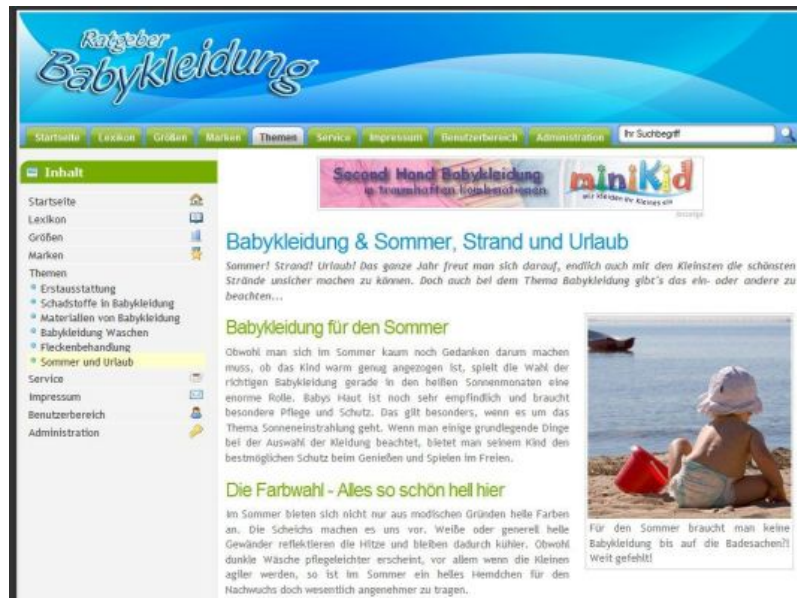 Ratgeber
Babykleidung
Startseite Lexikon Größen Marken Themen Service Impressum Benutzerbereich Administration Ihr Suchbegriff
Second Hand Babykleidung
in traumhaften Kombinationen
minikid
wir kleiden Ihr Kleines ein
Anzeige
Inhalt
Startseite
Lexikon
Größen
Marken
Themen
Erstausstattung
Schadstoffe in Babykleidung
Materialien von Babykleidung
Babykleidung Waschen
Fleckenbehandlung
Sommer und Urlaub
Service
Impressum
Benutzerbereich
Administration
Babykleidung & Sommer, Strand und Urlaub
Sommer! Strand! Urlaub! Das ganze Jahr freut man sich darauf, endlich auch mit den Kleinsten die schönsten
Strände unsicher machen zu können. Doch auch bei dem Thema Babykleidung gibt's das ein- oder andere zu
beachten...
Babykleidung für den Sommer
Obwohl man sich im Sommer kaum noch Gedanken darum machen
muss, ob das Kind warm genug angezogen ist, spielt die Wahl der
richtigen Babykleidung gerade in den heißen Sonnenmonaten eine
enorme Rolle. Babys Haut ist noch sehr empfindlich und braucht
besondere Pflege und Schutz. Das gilt besonders, wenn es um das
Thema Sonneneinstrahlung geht. Wenn man einige grundlegende Dinge
bei der Auswahl der Kleidung beachtet, bietet man seinem Kind den
bestmöglichen Schutz beim Genießen und Spielen im Freien.
Die Farbwahl - Alles so schön hell hier
Im Sommer bieten sich nicht nur aus modischen Gründen helle Farben
an. Die Scheichs machen es uns vor. Weiße oder generell helle
Gewänder reflektieren die Hitze und bleiben dadurch kühler. Obwohl
dunkle Wäsche pflegeleichter erscheint, vor allem wenn die Kleinen
agiler werden, so ist im Sommer ein helles Hemdchen für den
Nachwuchs doch wesentlich angenehmer zu tragen.
Für den Sommer braucht man keine
Babykleidung bis auf die Badesachen?!
Weit gefehlt!